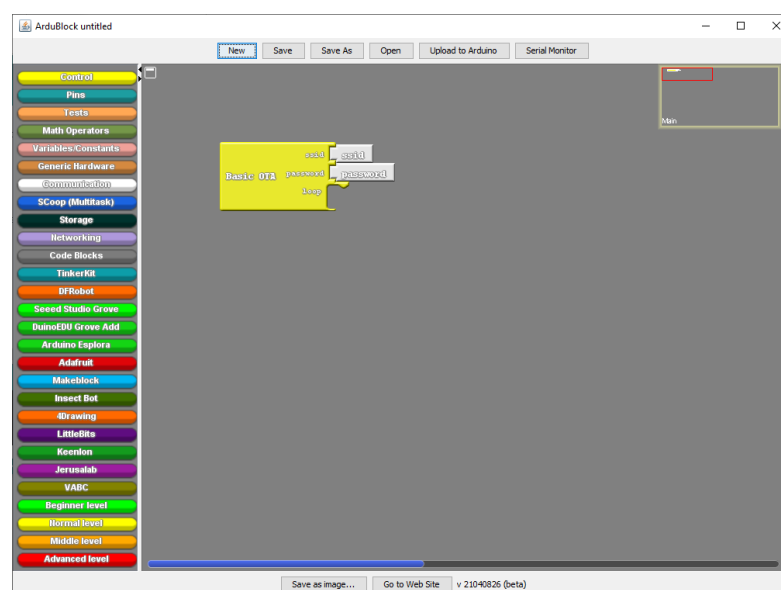 ArduBlock untitled
New Save Save As Open Upload to Arduino Serial Monitor
Control
Pins
Tests
Math Operators
Variables/Constants
Generic Hardware
Communication
SCoop (Multitask)
Storage
Networking
Code Blocks
TinkerKit
DFRobot
Seeed Studio Grove
DuinoEDU Grove Add
Arduino Esplora
Adafruit
Makeblock
Insect Bot
4Drawing
LittleBits
Keenlon
Jerusalab
VABC
Beginner level
Normal level
Middle level
Advanced level
ssid ssid
Basic OTA password password
loop
Main
Save as image... Go to Web Site v 21040826 (beta)